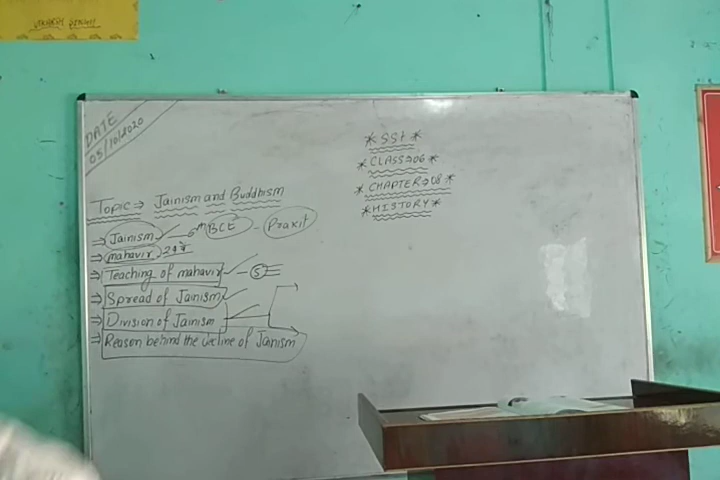 DATE
05/10/2020
*SST*
*CLASS→06*
*CHAPTER→08*
*HISTORY*
Topic⇒ Jainism and Buddhism
⇒ Jainism - 6th BCE - Prakit
⇒ mahavir 24
⇒ Teaching of mahavir - 5
⇒ Spread of Jainism
⇒ Division of Jainism
⇒ Reason behind the decline of Jainism